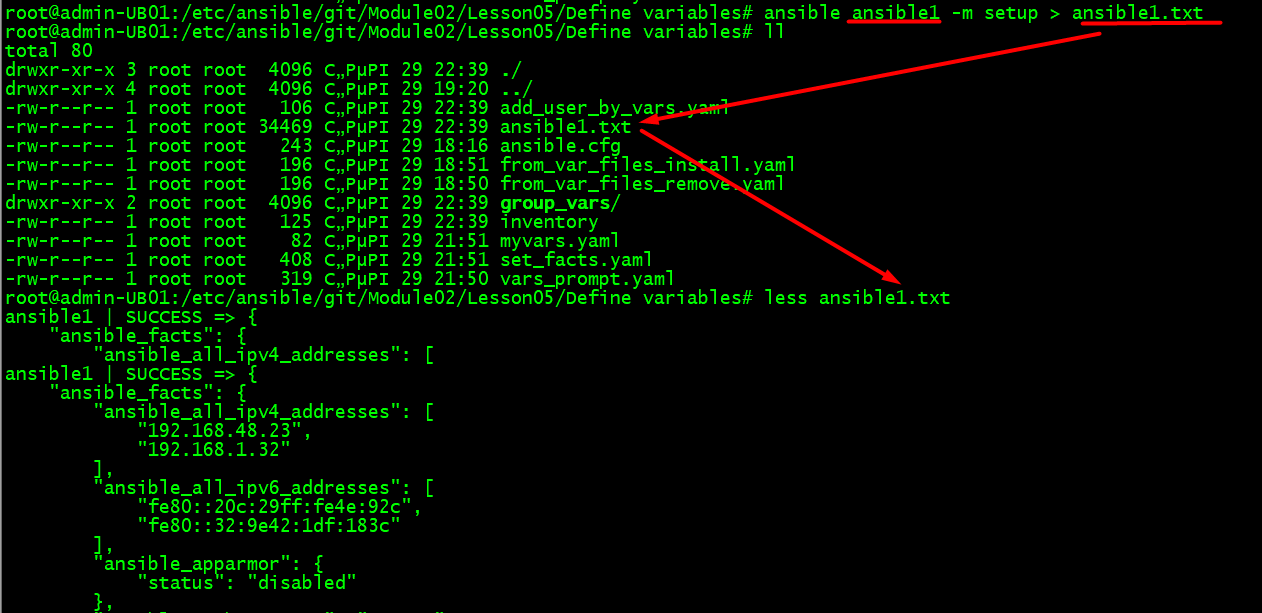 root@admin-UB01:/etc/ansible/git/Module02/Lesson05/Define variables# ansible ansible1 -m setup > ansible1.txt
root@admin-UB01:/etc/ansible/git/Module02/Lesson05/Define variables# ll
total 80
drwxr-xr-x 3 root root  4096 С„РµРІ 29 22:39 ./
drwxr-xr-x 4 root root  4096 С„РµРІ 29 19:20 ../
-rw-r--r-- 1 root root   106 С„РµРІ 29 22:39 add_user_by_vars.yaml
-rw-r--r-- 1 root root 34469 С„РµРІ 29 22:39 ansible1.txt
-rw-r--r-- 1 root root   243 С„РµРІ 29 18:16 ansible.cfg
-rw-r--r-- 1 root root   196 С„РµРІ 29 18:51 from_var_files_install.yaml
-rw-r--r-- 1 root root   196 С„РµРІ 29 18:50 from_var_files_remove.yaml
drwxr-xr-x 2 root root  4096 С„РµРІ 29 22:39 group_vars/
-rw-r--r-- 1 root root   125 С„РµРІ 29 22:39 inventory
-rw-r--r-- 1 root root    82 С„РµРІ 29 21:51 myvars.yaml
-rw-r--r-- 1 root root   408 С„РµРІ 29 21:51 set_facts.yaml
-rw-r--r-- 1 root root   319 С„РµРІ 29 21:50 vars_prompt.yaml
root@admin-UB01:/etc/ansible/git/Module02/Lesson05/Define variables# less ansible1.txt
ansible1 | SUCCESS => {
    "ansible_facts": {
        "ansible_all_ipv4_addresses": [
ansible1 | SUCCESS => {
    "ansible_facts": {
        "ansible_all_ipv4_addresses": [
            "192.168.48.23",
            "192.168.1.32"
        ],
        "ansible_all_ipv6_addresses": [
            "fe80::20c:29ff:fe4e:92c",
            "fe80::32:9e42:1df:183c"
        ],
        "ansible_apparmor": {
            "status": "disabled"
        },